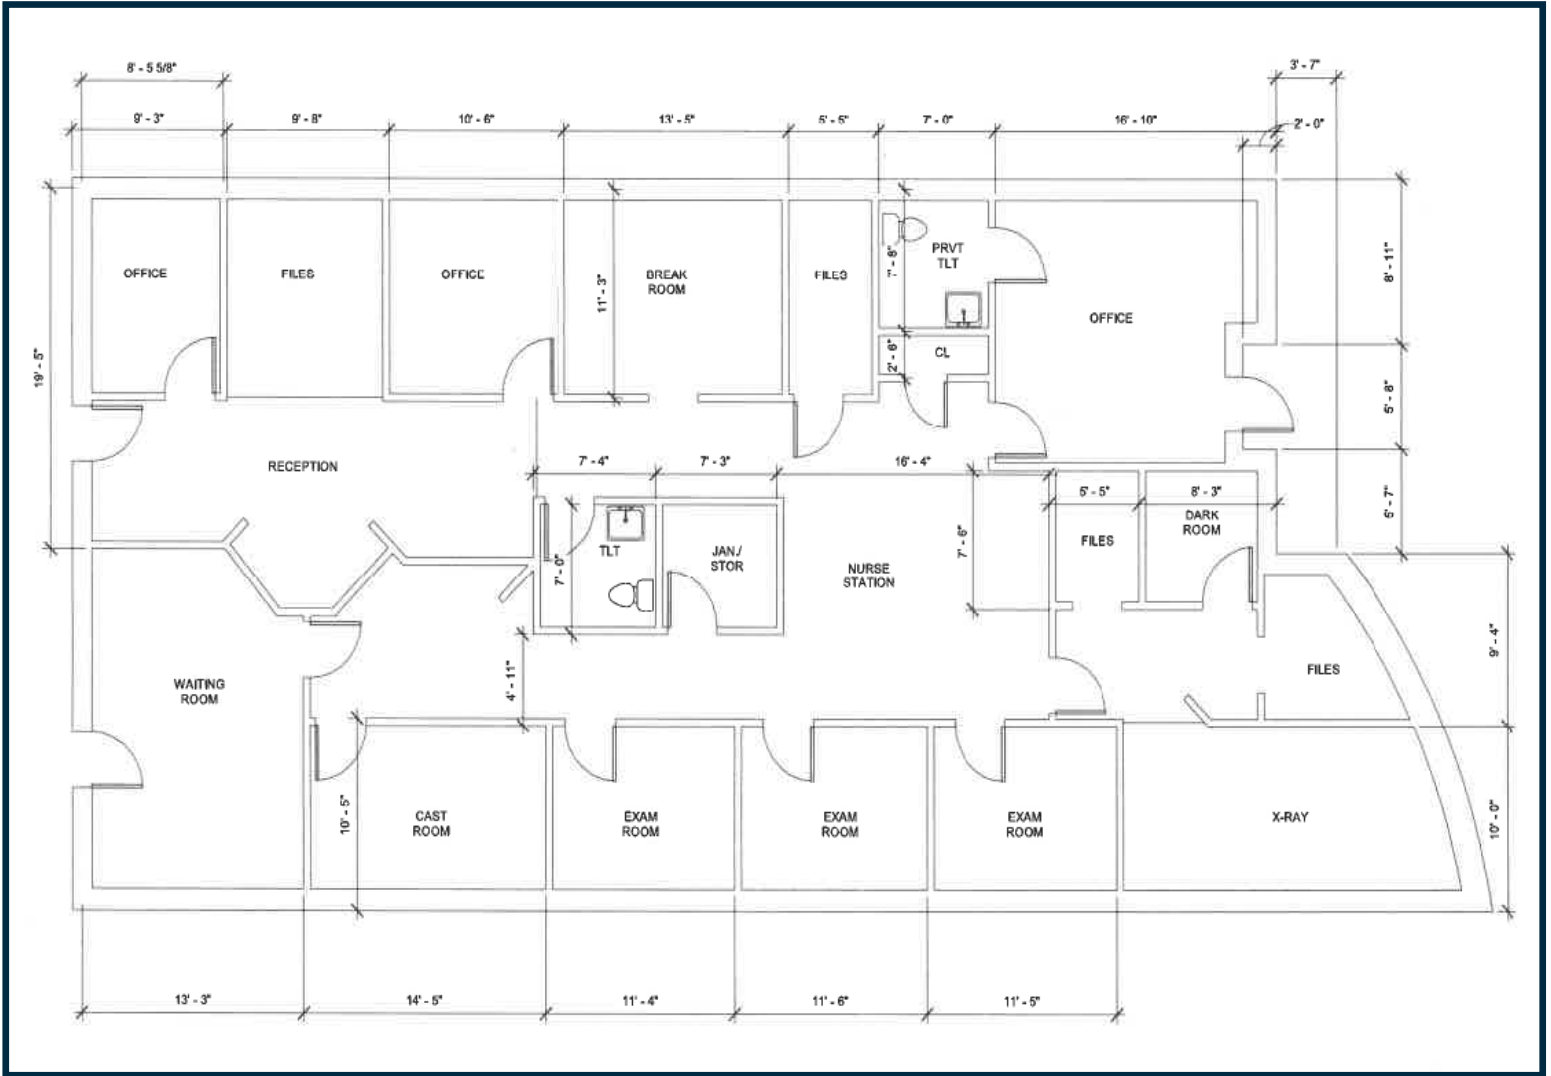 8' - 5 5/8"
3' - 7"
9' - 3"
9' - 8"
10' - 6"
13' - 5"
5' - 5"
7' - 0"
16' - 10"
2' - 0"
OFFICE
FILES
OFFICE
BREAK
ROOM
FILES
PRVT
TLT
OFFICE
8' - 11"
11' - 3"
19' - 5"
CL
2' - 6"
5' - 8"
RECEPTION
7' - 4"
7' - 3"
16' - 4"
5' - 5"
8' - 3"
DARK
ROOM
TLT
JAN./
STOR
7' - 0"
7' - 6"
FILES
NURSE
STATION
9' - 4"
WAITING
ROOM
4' - 11"
FILES
CAST
ROOM
10' - 5"
EXAM
ROOM
EXAM
ROOM
EXAM
ROOM
X-RAY
10' - 0"
13' - 3"
14' - 5"
11' - 4"
11' - 6"
11' - 5"